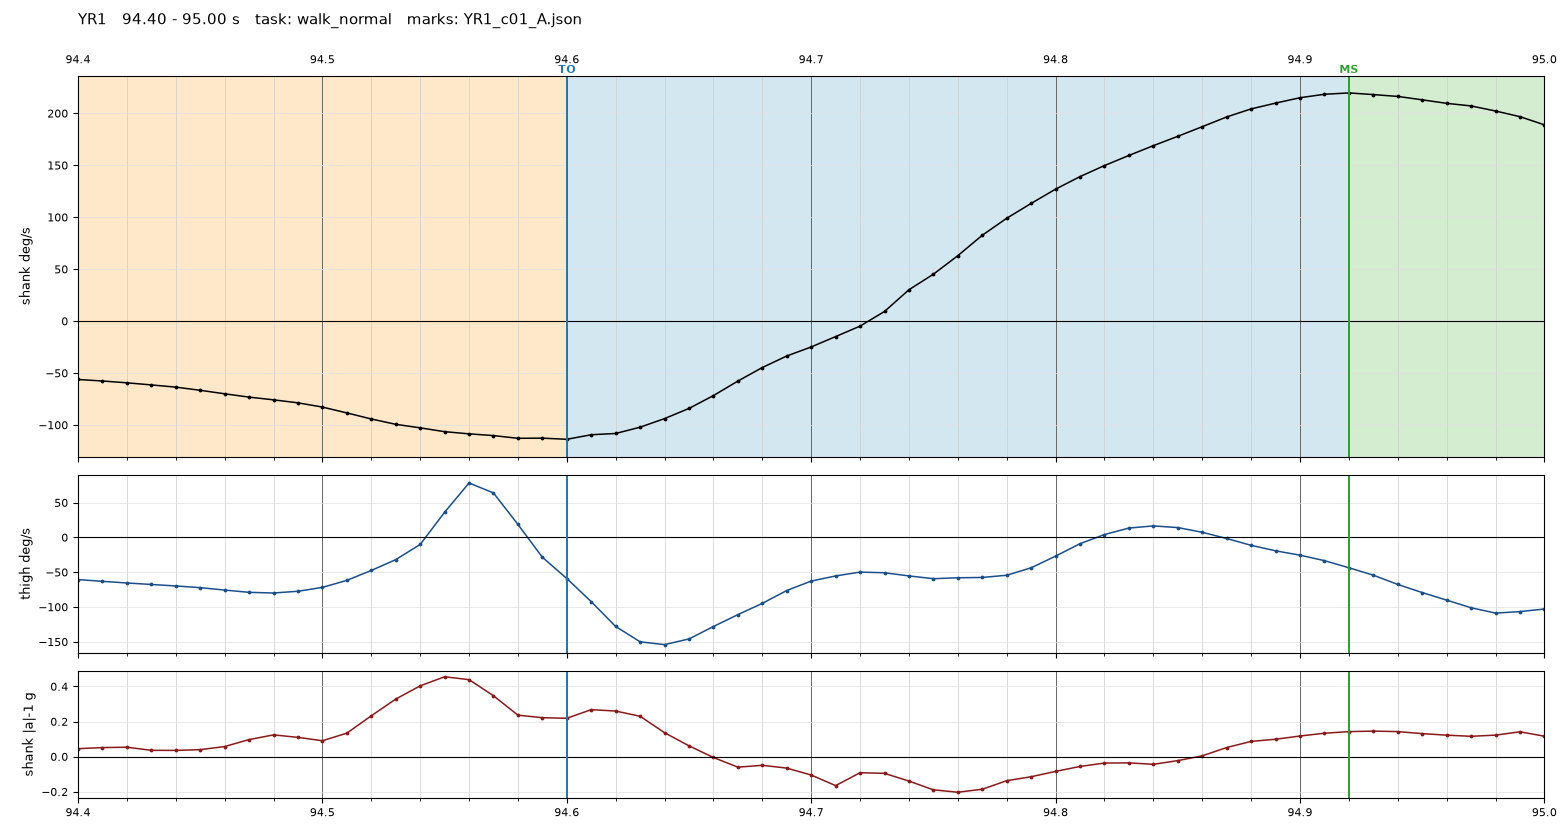 YR1   94.40 - 95.00 s   task: walk_normal   marks: YR1_c01_A.json
94.4 94.5 94.6 94.7 94.8 94.9 95.0
TO MS
shank deg/s
200
150
100
50
0
−50
−100
thigh deg/s
50
0
−50
−100
−150
shank |a|-1 g
0.4
0.2
0.0
−0.2
94.4 94.5 94.6 94.7 94.8 94.9 95.0